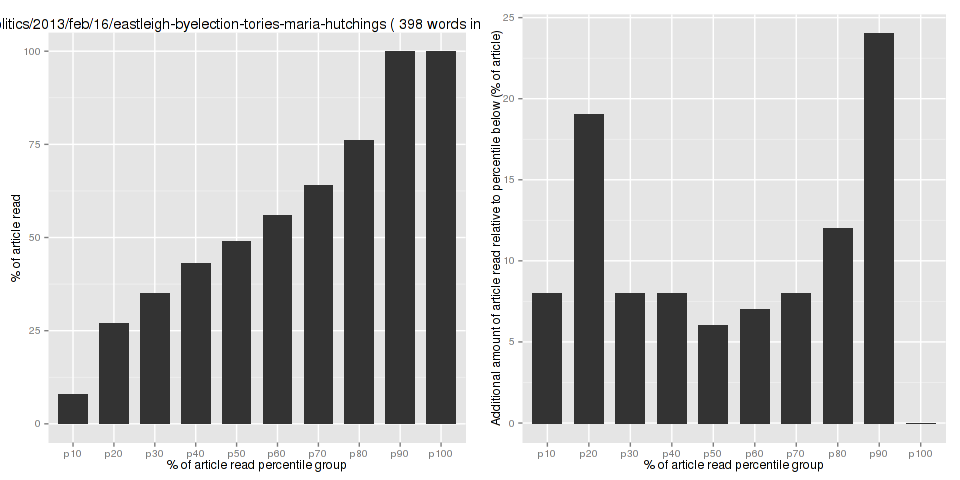 olitics/2013/feb/16/eastleigh-byelection-tories-maria-hutchings ( 398 words in
% of article read
100
75
50
25
0
p10 p20 p30 p40 p50 p60 p70 p80 p90 p100
% of article read percentile group
Additional amount of article read relative to percentile below (% of article)
25
20
15
10
5
0
p10 p20 p30 p40 p50 p60 p70 p80 p90 p100
% of article read percentile group